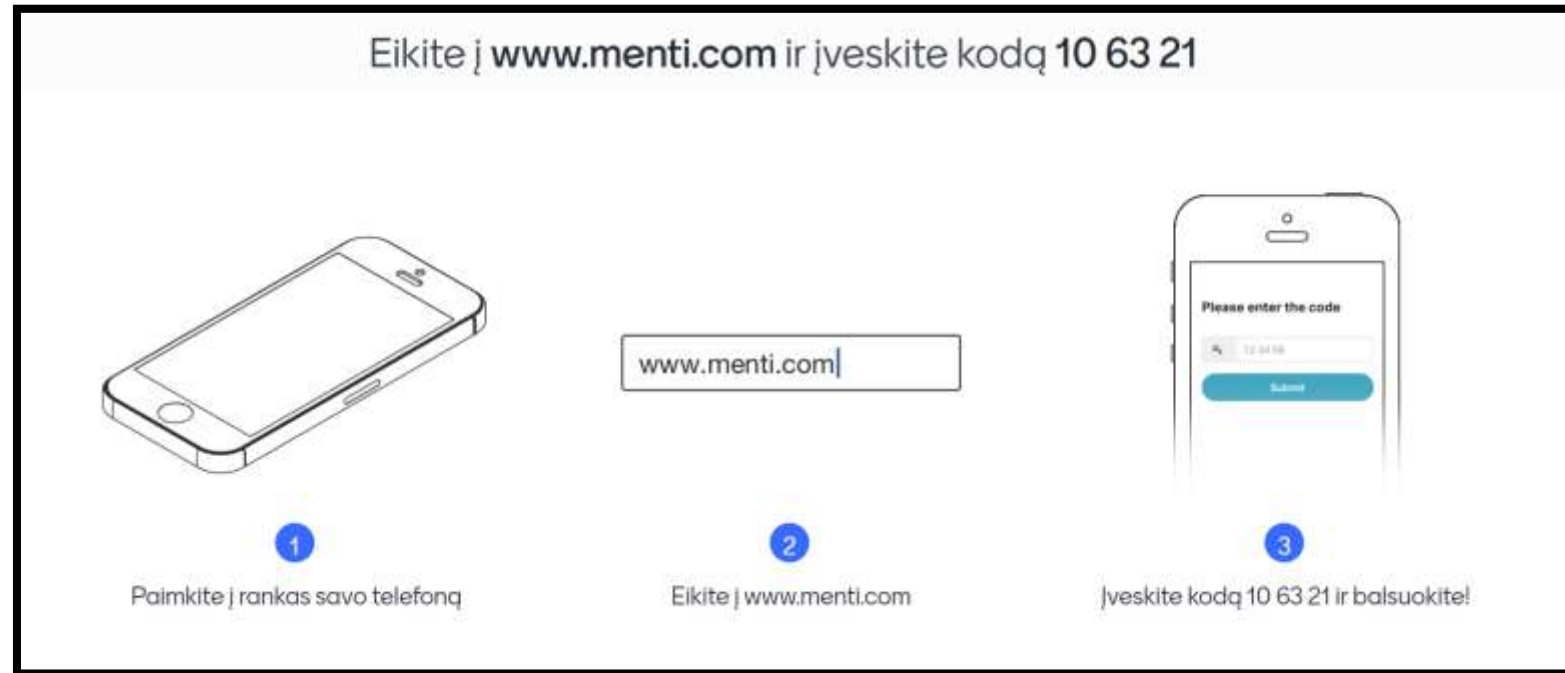 Eikite į www.menti.com ir įveskite kodą 10 63 21
www.menti.com
Please enter the code
Submit
1
2
3
Paimkite į rankas savo telefoną
Eikite į www.menti.com
Įveskite kodą 10 63 21 ir balsuokite!